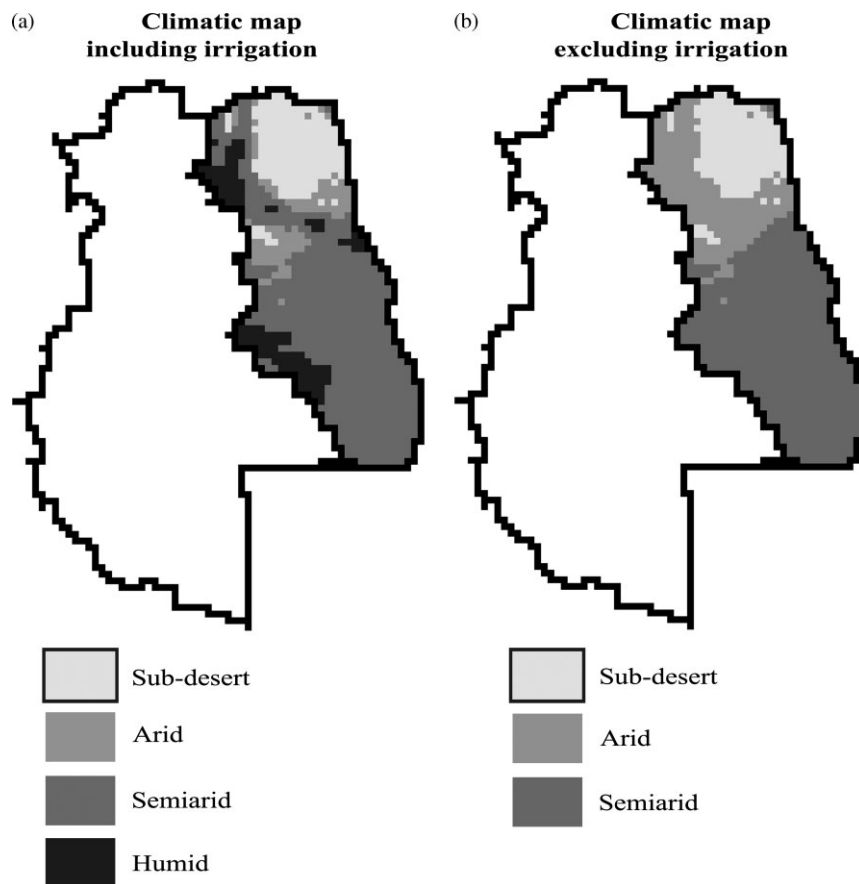 (a)
Climatic map
including irrigation
(b)
Climatic map
excluding irrigation
Sub-desert
Arid
Semiarid
Humid
Sub-desert
Arid
Semiarid